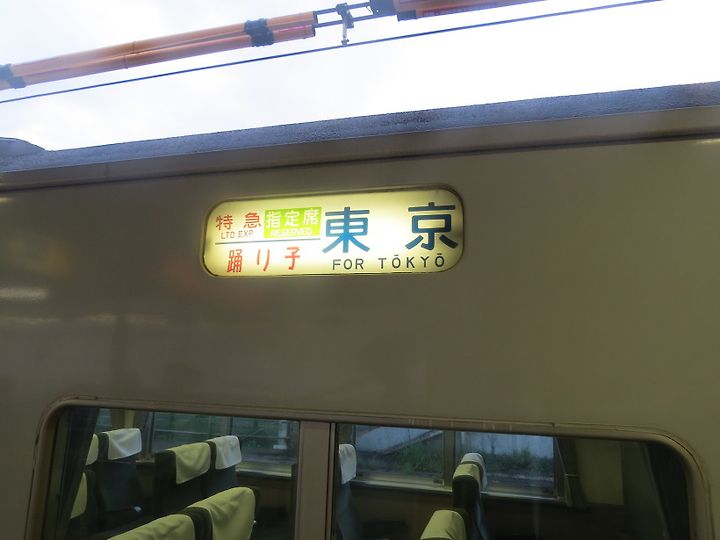 特急 指定席
LTD EXP. RESERVED
踊り子
東京
FOR TŌKYŌ